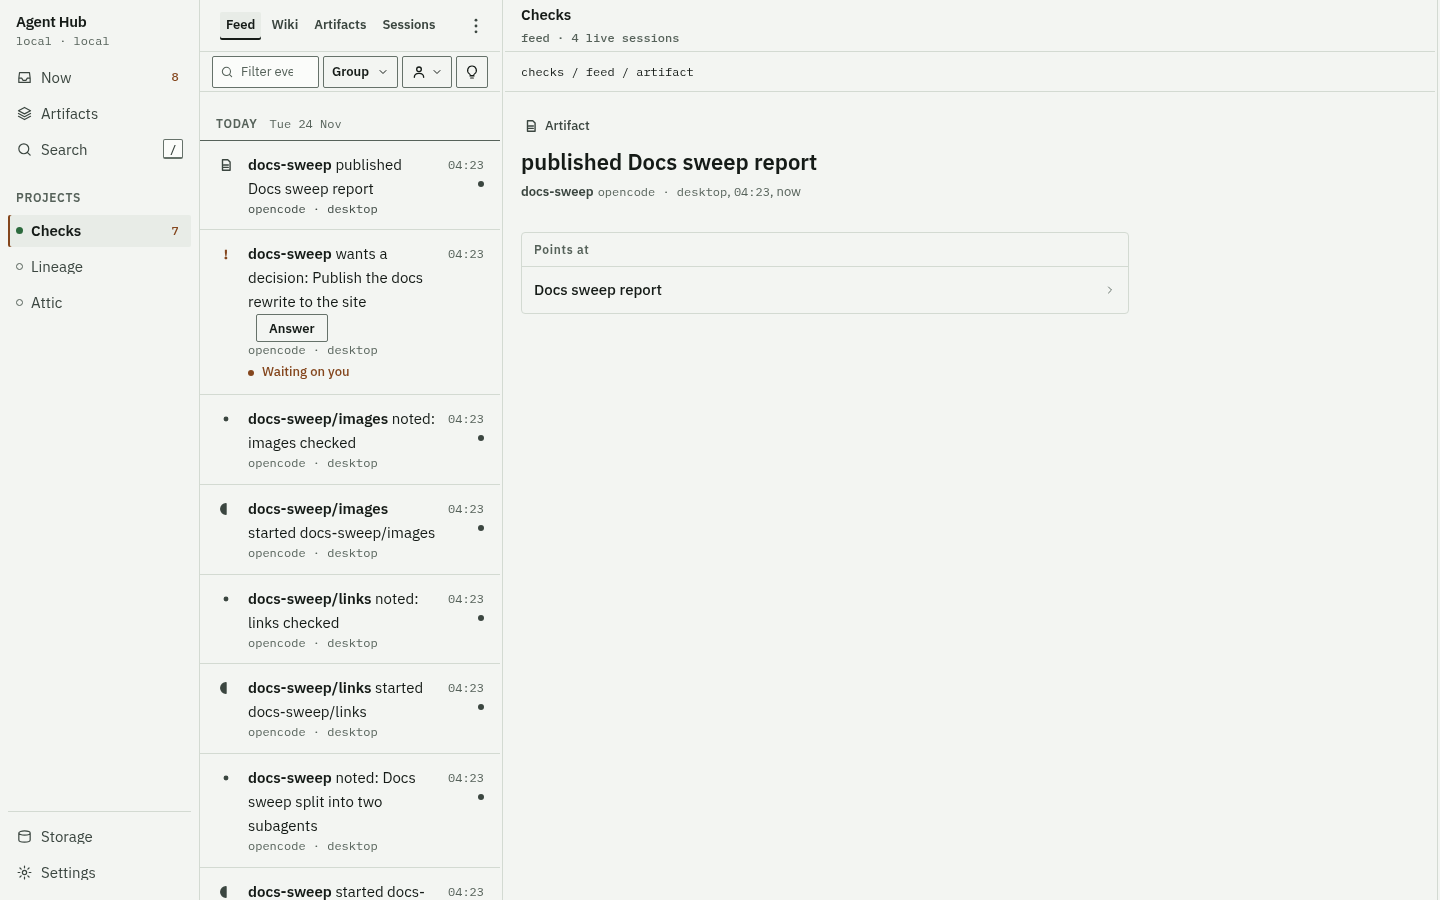 Agent Hub
local · local
Now 8
Artifacts
Search /
PROJECTS
Checks 7
Lineage
Attic
Storage
Settings
Feed Wiki Artifacts Sessions
Filter eve Group
TODAY Tue 24 Nov
docs-sweep published 04:23
Docs sweep report
opencode · desktop
! docs-sweep wants a 04:23
decision: Publish the docs
rewrite to the site
Answer
opencode · desktop
Waiting on you
docs-sweep/images noted: 04:23
images checked
opencode · desktop
docs-sweep/images 04:23
started docs-sweep/images
opencode · desktop
docs-sweep/links noted: 04:23
links checked
opencode · desktop
docs-sweep/links started 04:23
docs-sweep/links
opencode · desktop
docs-sweep noted: Docs 04:23
sweep split into two
subagents
opencode · desktop
docs-sweep started docs- 04:23
Checks
feed · 4 live sessions
checks / feed / artifact
Artifact
published Docs sweep report
docs-sweep opencode · desktop, 04:23, now
Points at
Docs sweep report